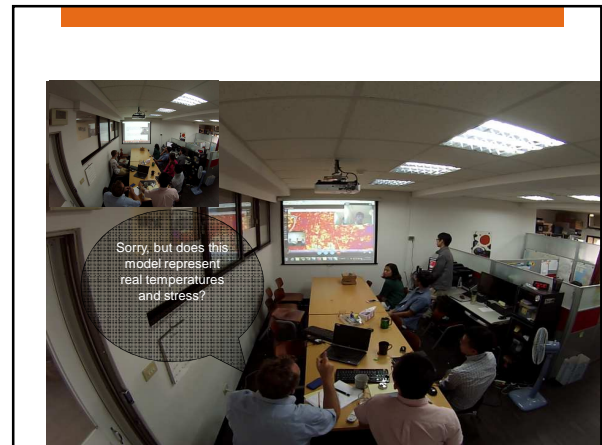 Sorry, but does this
model represent
real temperatures
and stress?